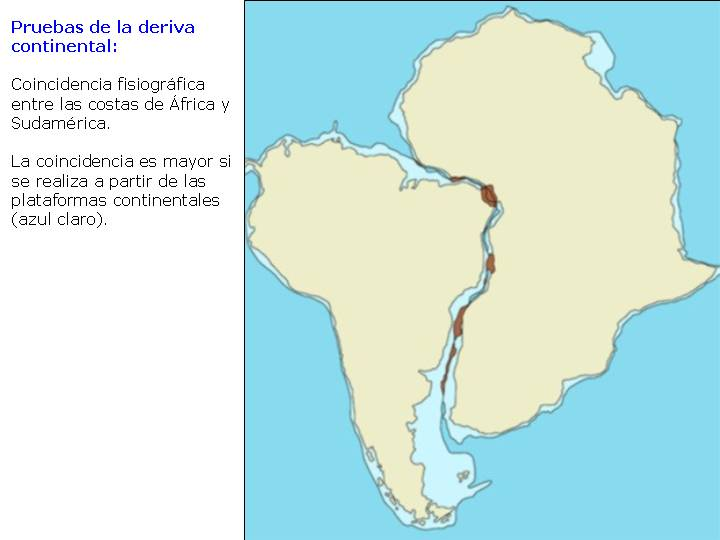 Pruebas de la deriva
continental:
Coincidencia fisiográfica
entre las costas de África y
Sudamérica.
La coincidencia es mayor si
se realiza a partir de las
plataformas continentales
(azul claro).